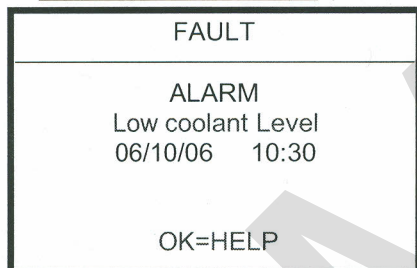 FAULT
ALARM
Low coolant Level
06/10/06 10:30
OK=HELP